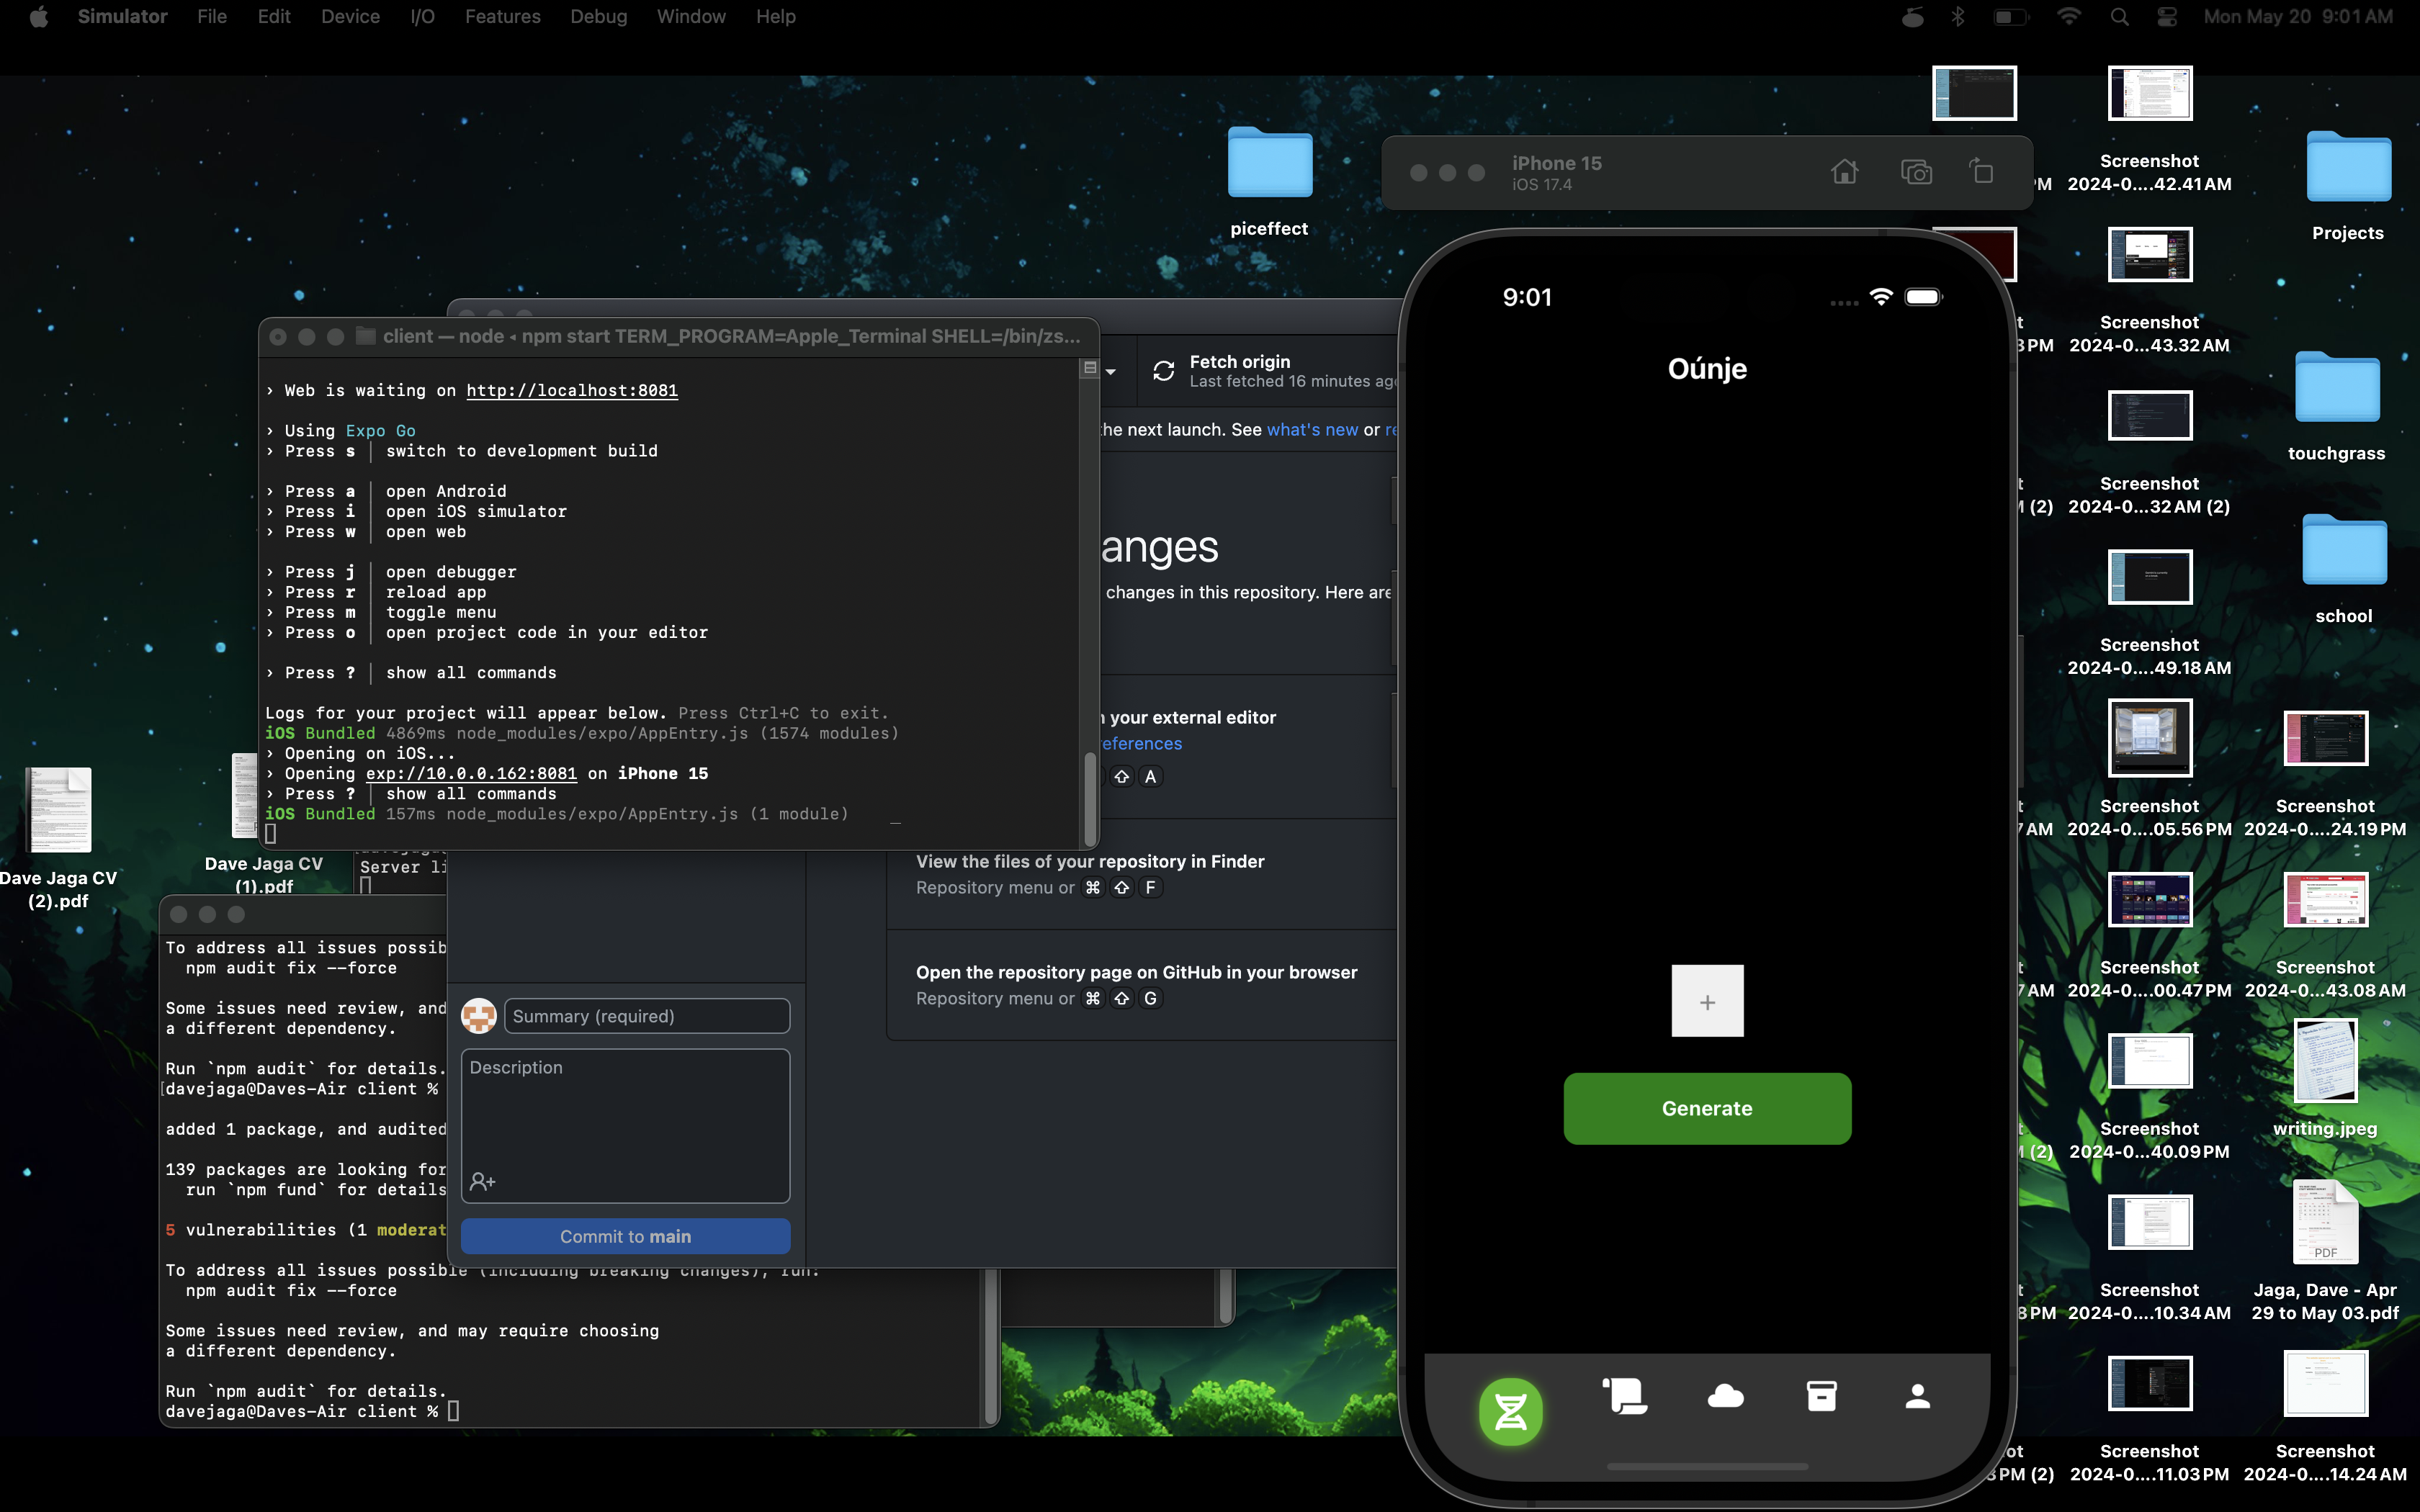 Simulator File Edit Device I/O Features Debug Window Help
Mon May 20 9:01 AM
piceffect
client — node ◂ npm start TERM_PROGRAM=Apple_Terminal SHELL=/bin/zs...
› Web is waiting on http://localhost:8081
› Using Expo Go
› Press s │ switch to development build
› Press a │ open Android
› Press i │ open iOS simulator
› Press w │ open web
› Press j │ open debugger
› Press r │ reload app
› Press m │ toggle menu
› Press o │ open project code in your editor
› Press ? │ show all commands
Logs for your project will appear below. Press Ctrl+C to exit.
iOS Bundled 4869ms node_modules/expo/AppEntry.js (1574 modules)
› Opening on iOS...
› Opening exp://10.0.0.162:8081 on iPhone 15
› Press ? │ show all commands
iOS Bundled 157ms node_modules/expo/AppEntry.js (1 module)
Fetch origin
Last fetched 16 minutes ago
the next launch. See what's new or re
anges
changes in this repository. Here are
n your external editor
references
⇧ A
View the files of your repository in Finder
Repository menu or ⌘ ⇧ F
Open the repository page on GitHub in your browser
Repository menu or ⌘ ⇧ G
Summary (required)
Description
Commit to main
Server li
To address all issues possib
npm audit fix --force
Some issues need review, and
a different dependency.
Run `npm audit` for details.
[davejaga@Daves-Air client %
added 1 package, and audited
139 packages are looking for
run `npm fund` for details
5 vulnerabilities (1 moderat
To address all issues possible (including breaking changes), run:
npm audit fix --force
Some issues need review, and may require choosing
a different dependency.
Run `npm audit` for details.
davejaga@Daves-Air client %
Dave Jaga CV
(2).pdf
Dave Jaga CV
(1).pdf
iPhone 15
iOS 17.4
9:01
Oúnje
+
Generate
PM
3PM
(2)
7AM
7AM
(2)
8PM
ot
3PM (2)
Screenshot
2024-0....42.41 AM
Screenshot
2024-0...43.32 AM
Screenshot
2024-0...32 AM (2)
Screenshot
2024-0....49.18 AM
Screenshot
2024-0....05.56 PM
Screenshot
2024-0....00.47 PM
Screenshot
2024-0...40.09 PM
Screenshot
2024-0....10.34 AM
Screenshot
2024-0....11.03 PM
Projects
touchgrass
school
Screenshot
2024-0....24.19 PM
Screenshot
2024-0...43.08 AM
writing.jpeg
PDF
Jaga, Dave - Apr
29 to May 03.pdf
Screenshot
2024-0....14.24 AM